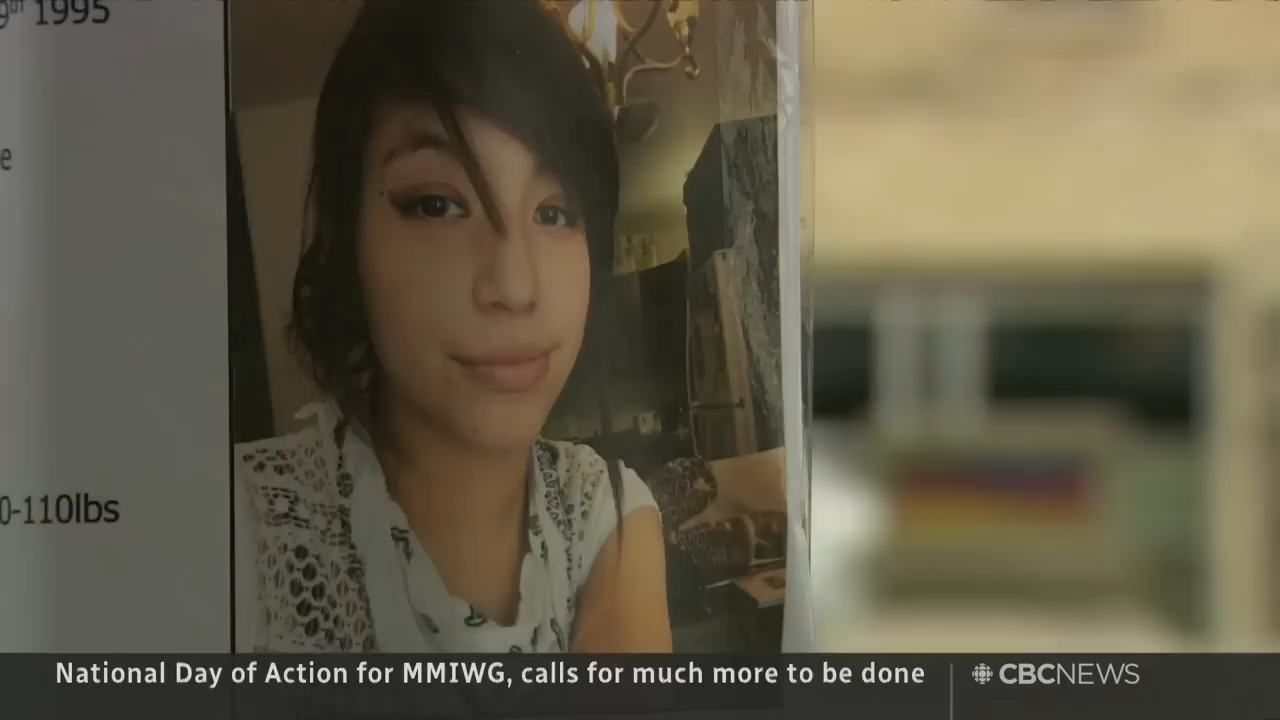 1995
0-110lbs
National Day of Action for MMIWG, calls for much more to be done
CBCNEWS